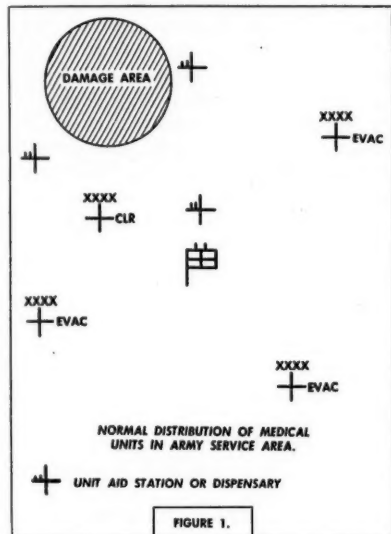 DAMAGE AREA
XXXX
EVAC
XXXX
CLR
XXXX
EVAC
XXXX
EVAC
NORMAL DISTRIBUTION OF MEDICAL
UNITS IN ARMY SERVICE AREA.
UNIT AID STATION OR DISPENSARY
FIGURE 1.